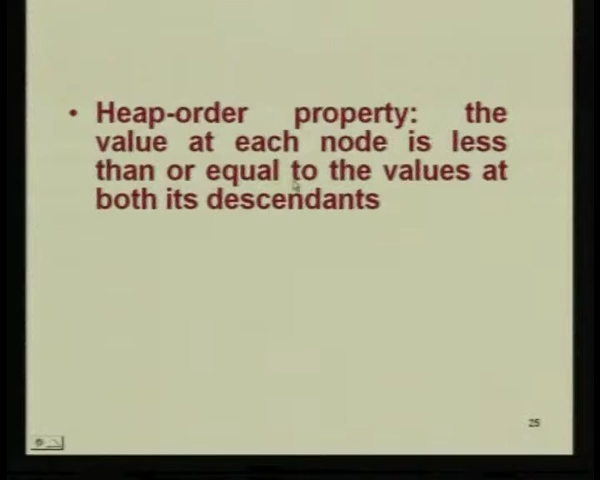 • Heap-order property: the
value at each node is less
than or equal to the values at
both its descendants
25